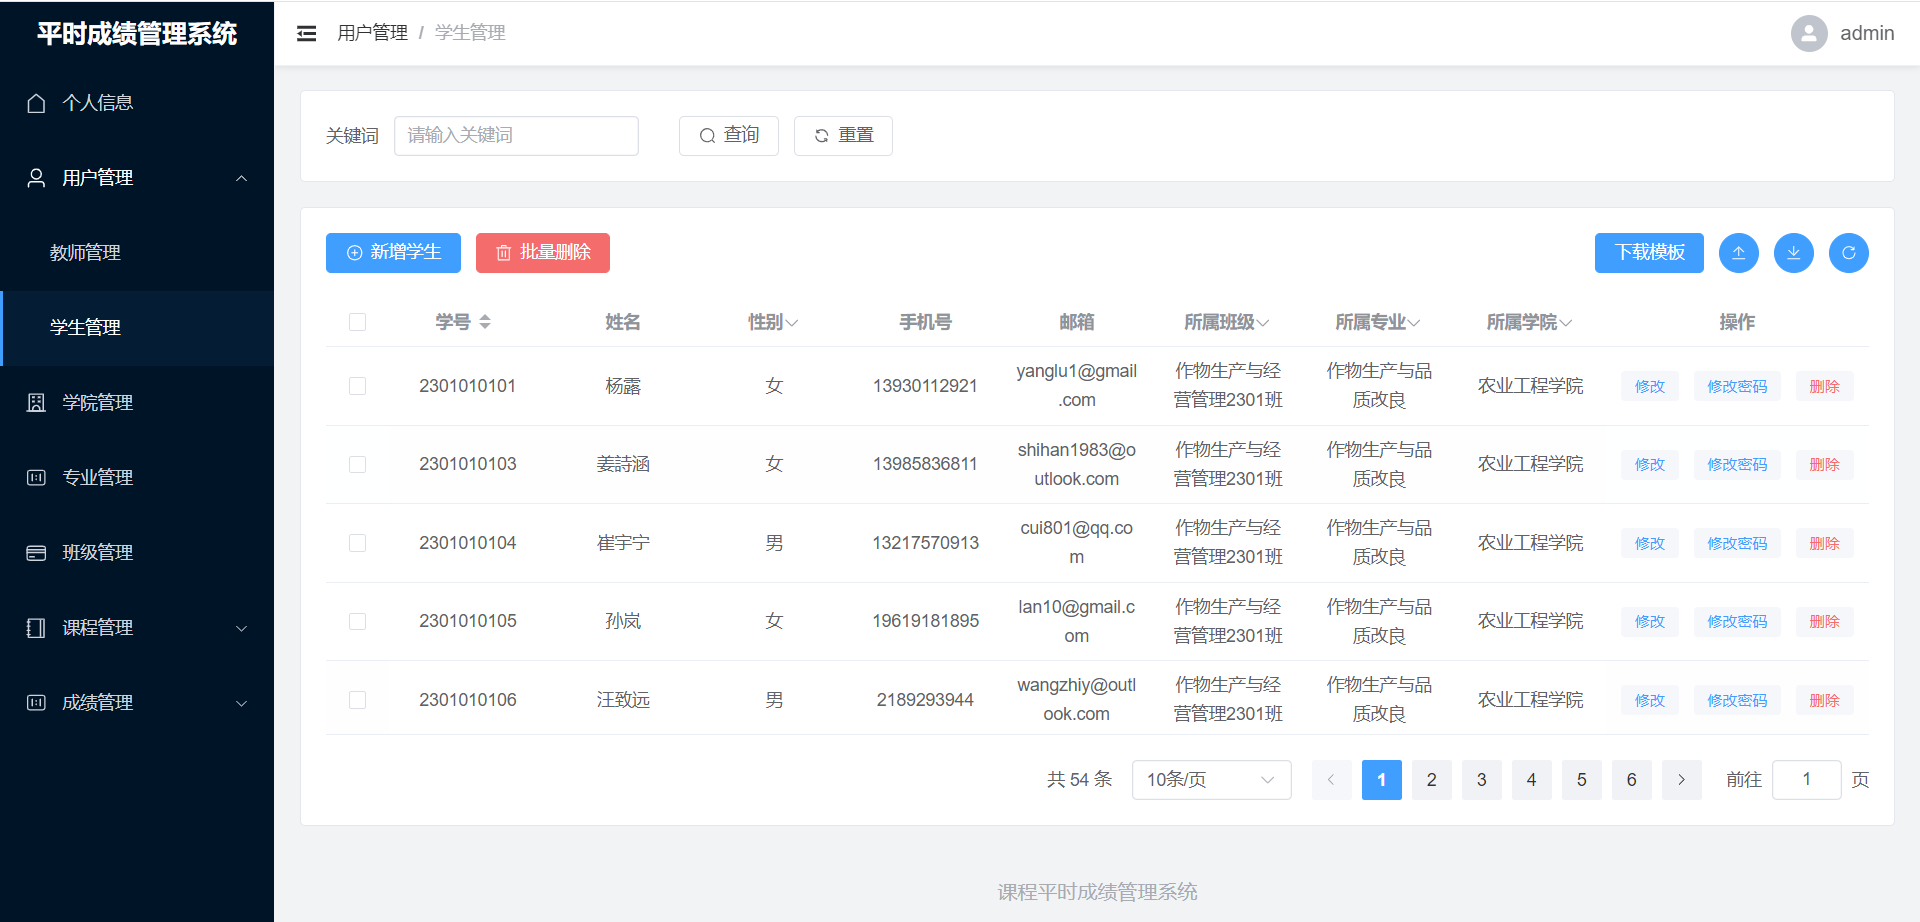 平时成绩管理系统
个人信息
用户管理
教师管理
学生管理
学院管理
专业管理
班级管理
课程管理
成绩管理
用户管理 / 学生管理
admin
关键词 请输入关键词 查询 重置
新增学生 批量删除 下载模板
学号 姓名 性别 手机号 邮箱 所属班级 所属专业 所属学院 操作
2301010101 杨露 女 13930112921 yanglu1@gmail
.com 作物生产与经
营管理2301班 作物生产与品
质改良 农业工程学院 修改 修改密码 删除
2301010103 姜詩涵 女 13985836811 shihan1983@o
utlook.com 作物生产与经
营管理2301班 作物生产与品
质改良 农业工程学院 修改 修改密码 删除
2301010104 崔宇宁 男 13217570913 cui801@qq.co
m 作物生产与经
营管理2301班 作物生产与品
质改良 农业工程学院 修改 修改密码 删除
2301010105 孙岚 女 19619181895 lan10@gmail.c
om 作物生产与经
营管理2301班 作物生产与品
质改良 农业工程学院 修改 修改密码 删除
2301010106 汪致远 男 2189293944 wangzhiy@outl
ook.com 作物生产与经
营管理2301班 作物生产与品
质改良 农业工程学院 修改 修改密码 删除
共 54 条 10条/页 1 2 3 4 5 6 前往 1 页
课程平时成绩管理系统